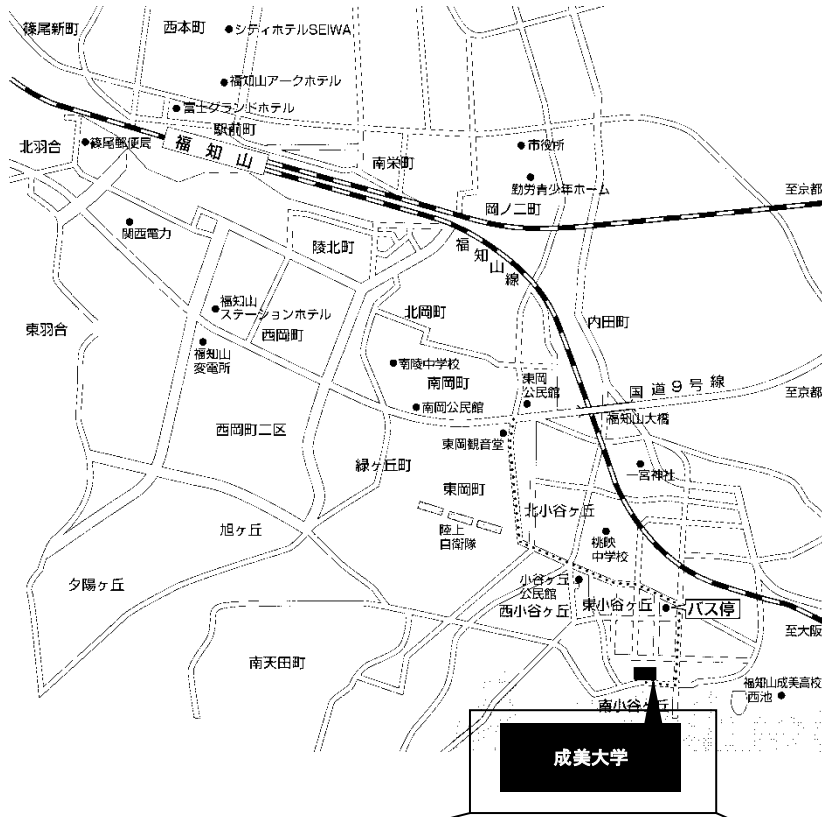 篠尾新町
西本町
シティホテルSEIWA
福知山アークホテル
富士グランドホテル
駅前町
北羽合
篠尾郵便局
福知山
南栄町
市役所
勤労青少年ホーム
至京都
岡ノ二町
関西電力
陵北町
福知山線
福知山
ステーションホテル
北岡町
内田町
東羽合
西岡町
福知山
変電所
南陵中学校
南岡町
東岡
公民館
国道9号線
至京都
南岡公民館
福知山大橋
西岡町二区
東岡観音堂
緑ヶ丘町
一宮神社
東岡町
北小谷ヶ丘
旭ヶ丘
陸上
自衛隊
桃映
中学校
夕陽ヶ丘
小谷ヶ丘
公民館
西小谷ヶ丘
東小谷ヶ丘
バス停
至大阪
南天田町
福知山成美高校
西池
南小谷ヶ丘
成美大学